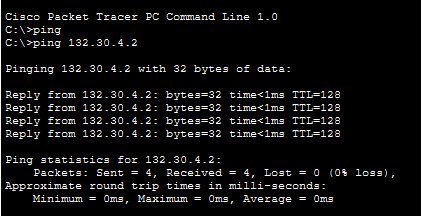 Cisco Packet Tracer PC Command Line 1.0
C:\>ping
C:\>ping 132.30.4.2
Pinging 132.30.4.2 with 32 bytes of data:
Reply from 132.30.4.2: bytes=32 time<1ms TTL=128
Reply from 132.30.4.2: bytes=32 time<1ms TTL=128
Reply from 132.30.4.2: bytes=32 time<1ms TTL=128
Reply from 132.30.4.2: bytes=32 time<1ms TTL=128
Ping statistics for 132.30.4.2:
    Packets: Sent = 4, Received = 4, Lost = 0 (0% loss),
Approximate round trip times in milli-seconds:
    Minimum = 0ms, Maximum = 0ms, Average = 0ms